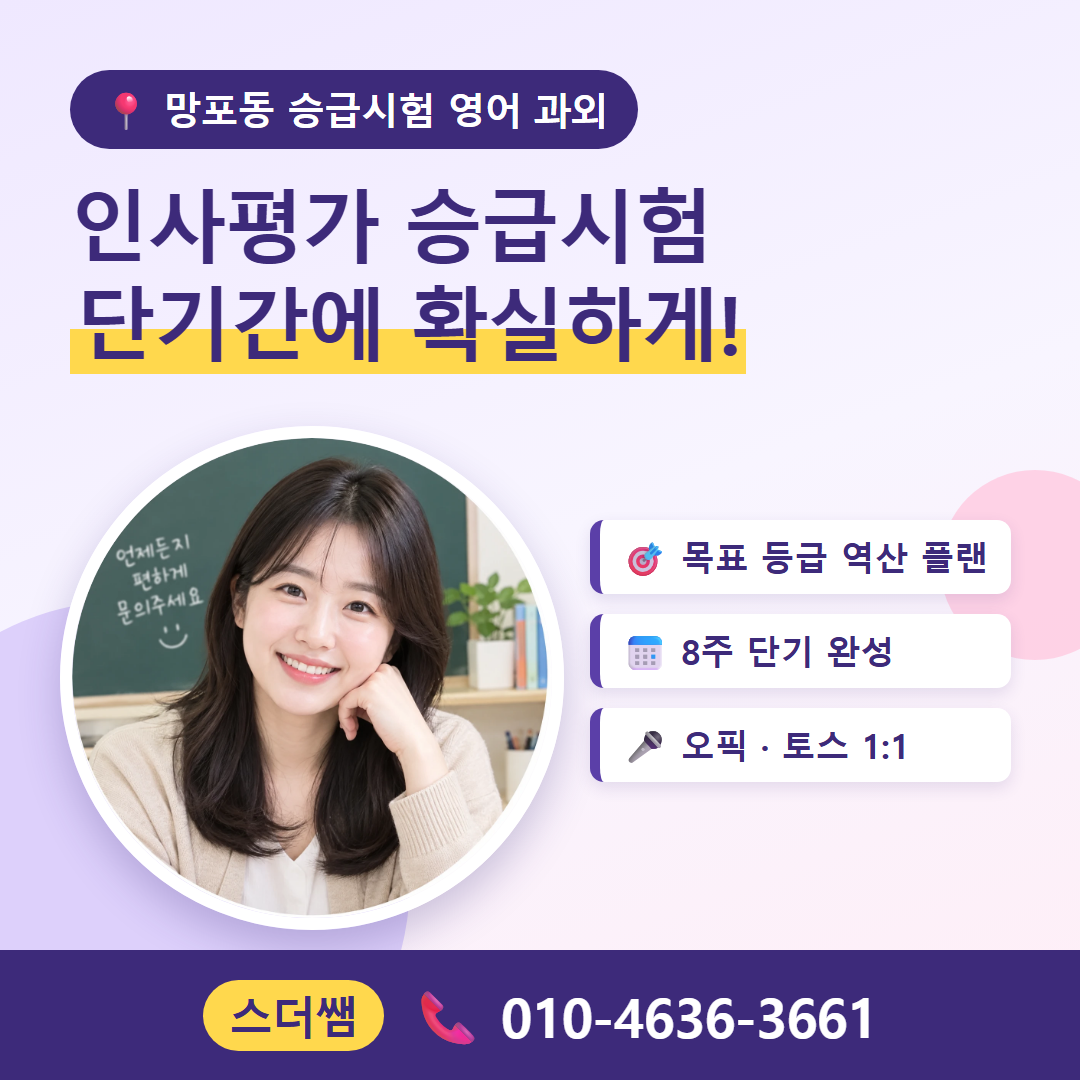 망포동 승급시험 영어 과외
인사평가 승급시험
단기간에 확실하게!
언제든지
편하게
문의주세요
목표 등급 역산 플랜
8주 단기 완성
오픽 · 토스 1:1
스더쌤
010-4636-3661